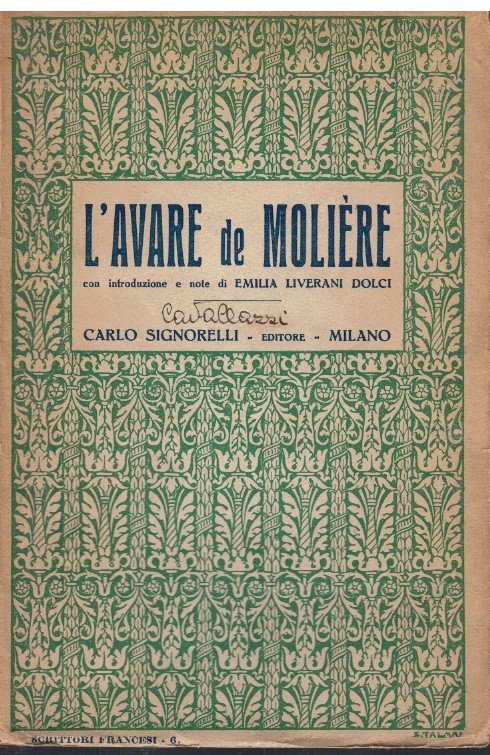 L'AVARE de MOLIÈRE
con introduzione e note di EMILIA LIVERANI DOLCI
Cavallazzi
CARLO SIGNORELLI - EDITORE - MILANO
SCRITTORI FRANCESI - 6.